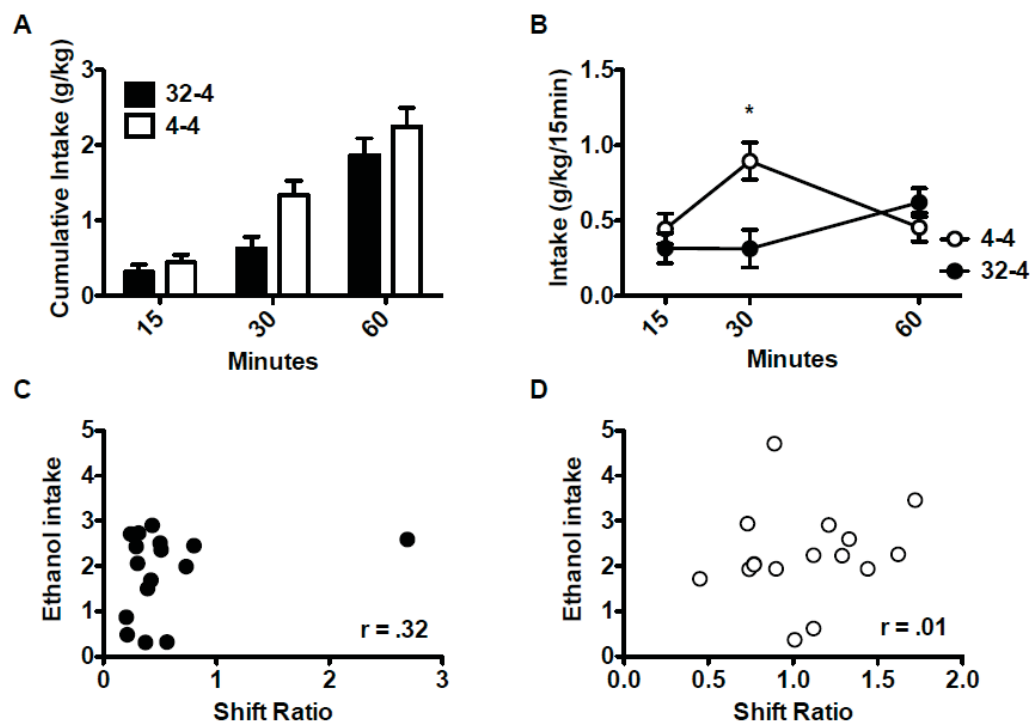 A
Cumulative Intake (g/kg)
3
2
1
0
32-4
4-4
15
30
60
Minutes
B
Intake (g/kg/15min)
1.5
1.0
0.5
0.0
*
4-4
32-4
15
30
60
Minutes
C
Ethanol intake
5
4
3
2
1
0
r = .32
0
1
2
3
Shift Ratio
D
Ethanol intake
5
4
3
2
1
0
r = .01
0.0
0.5
1.0
1.5
2.0
Shift Ratio